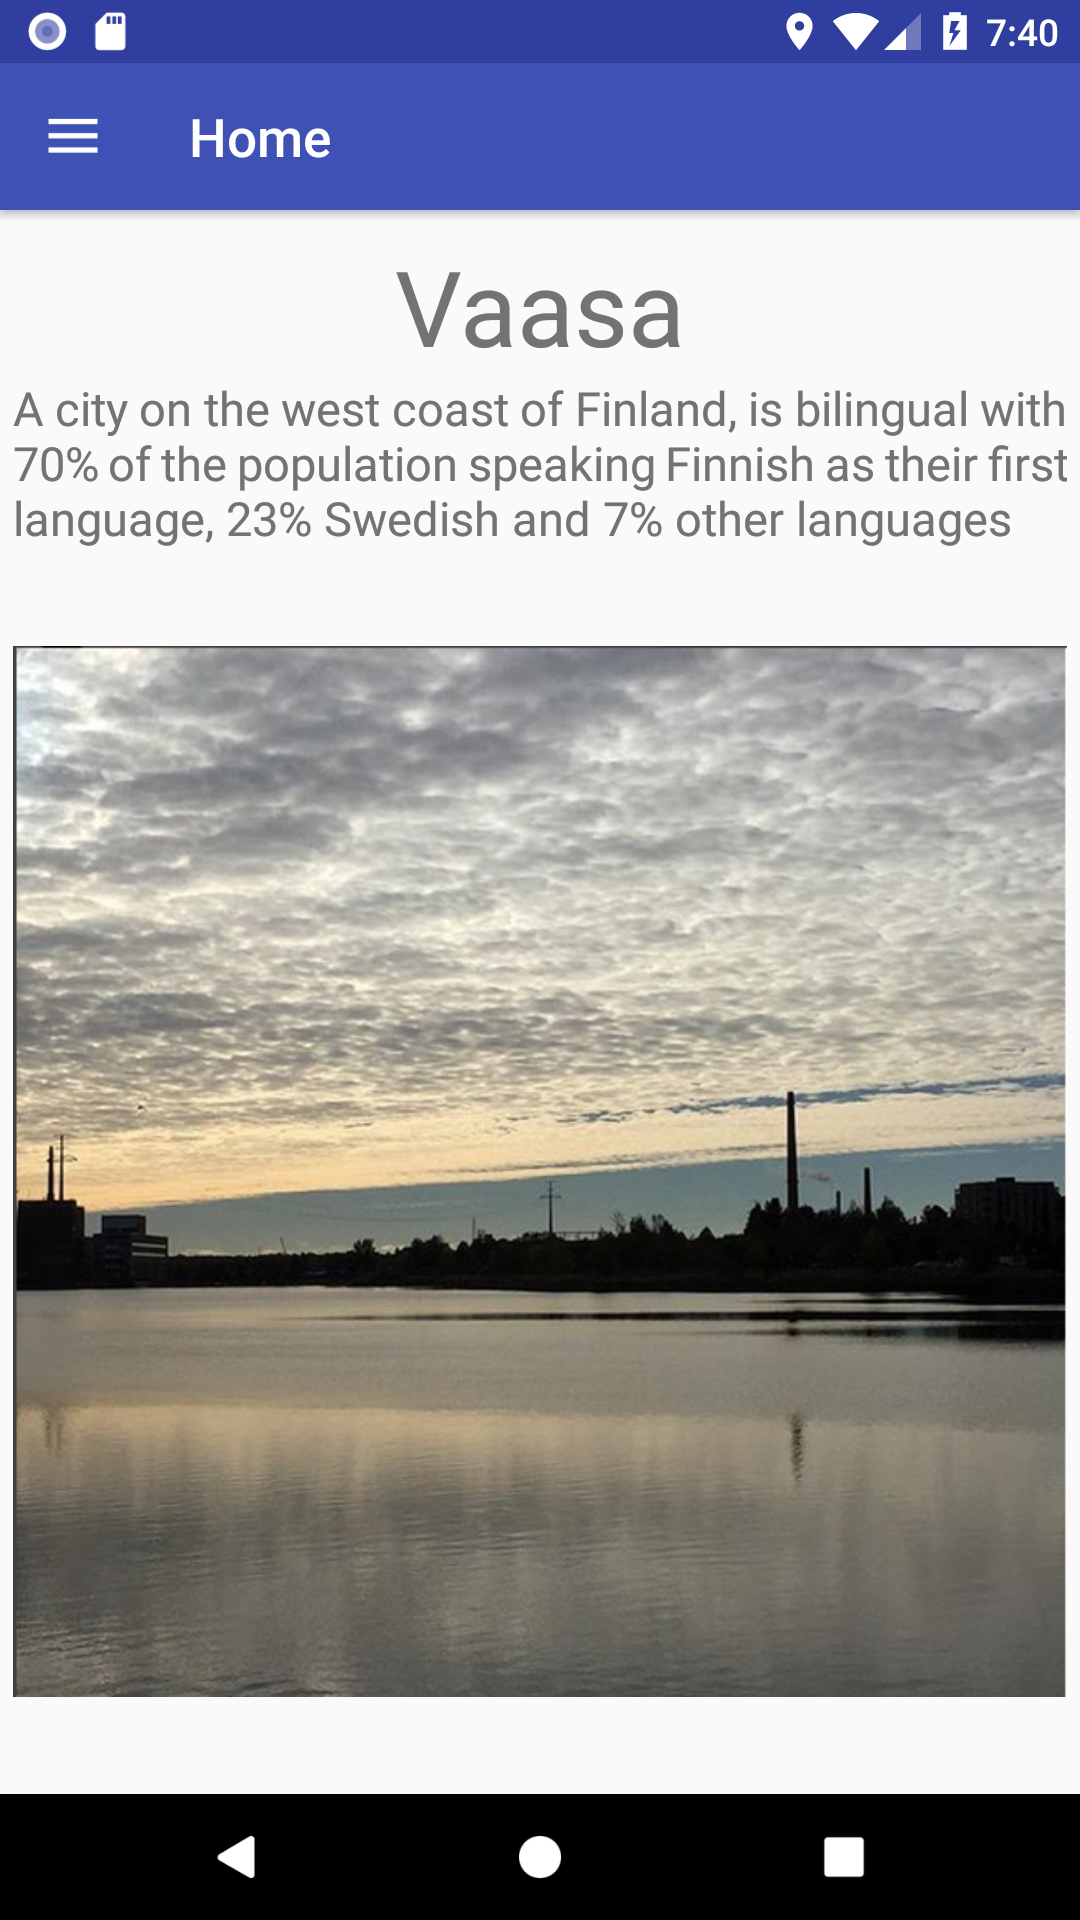 7:40
Home
Vaasa
A city on the west coast of Finland, is bilingual with
70% of the population speaking Finnish as their first
language, 23% Swedish and 7% other languages